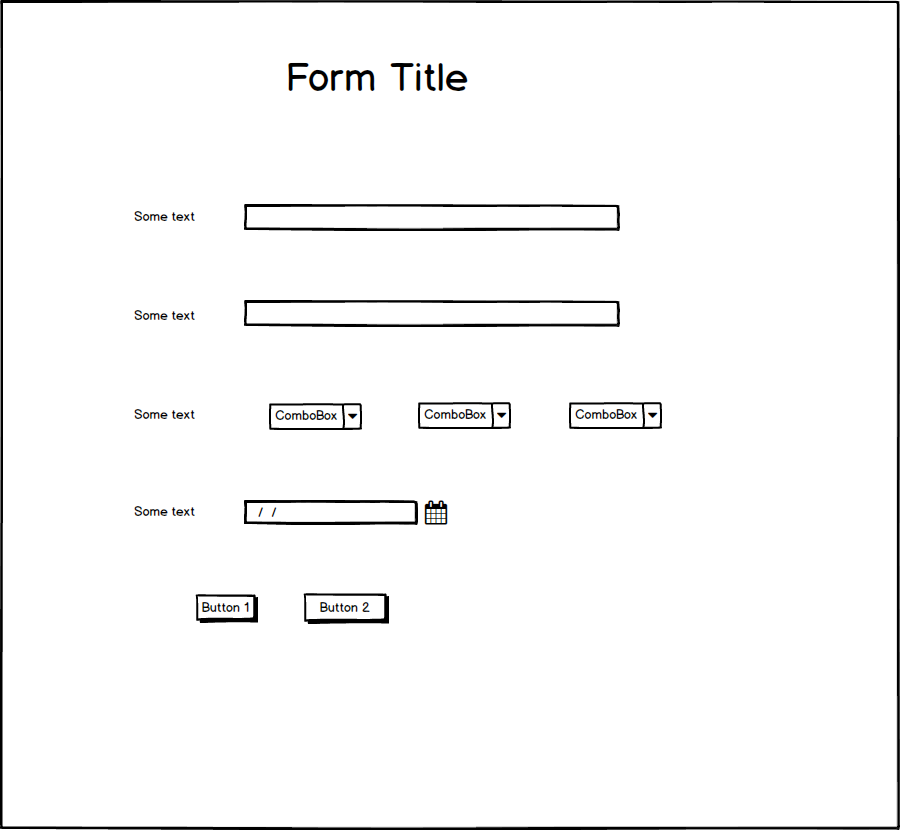 Form Title
Some text
Some text
Some text ComboBox ComboBox ComboBox
Some text / /
Button 1 Button 2